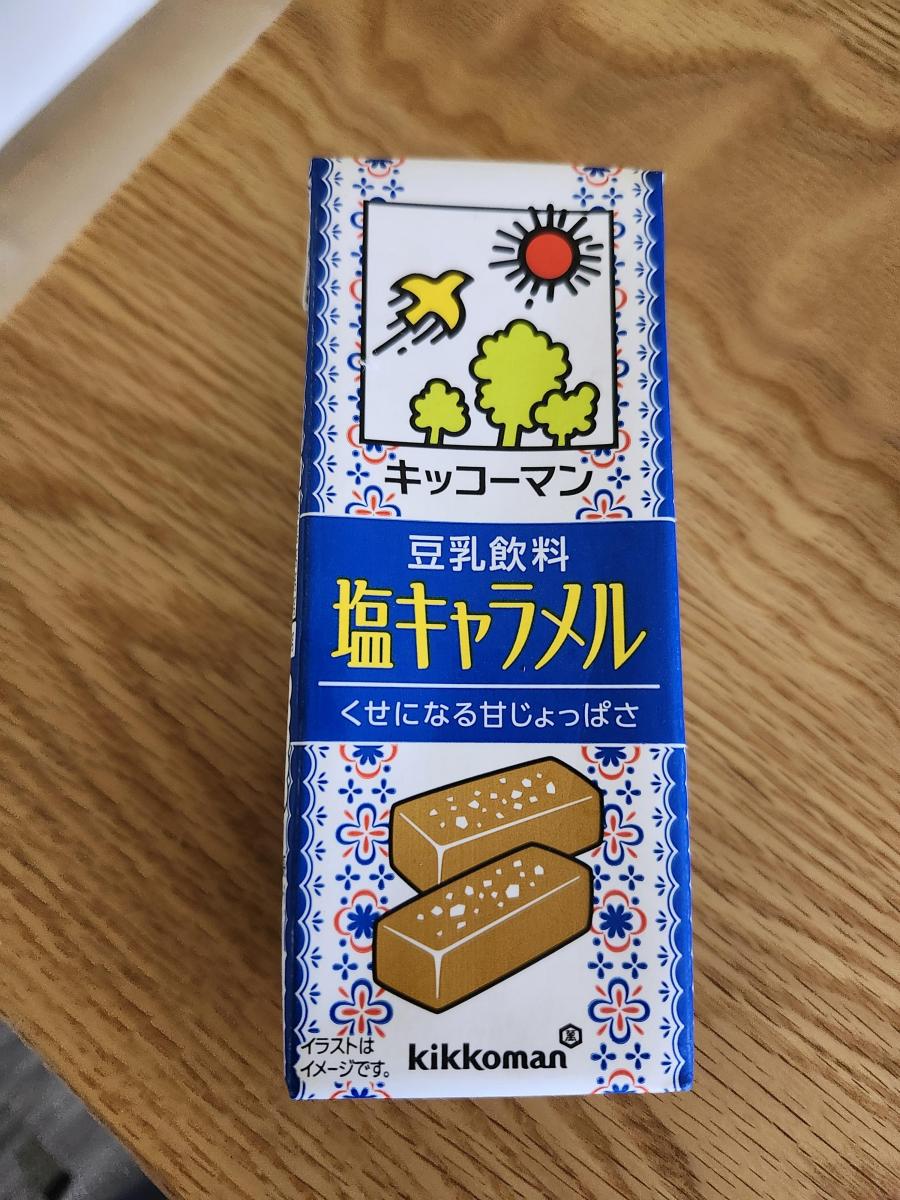 キッコーマン
豆乳飲料
塩キャラメル
くせになる甘じょっぱさ
イラストは
イメージです。
kikkoman